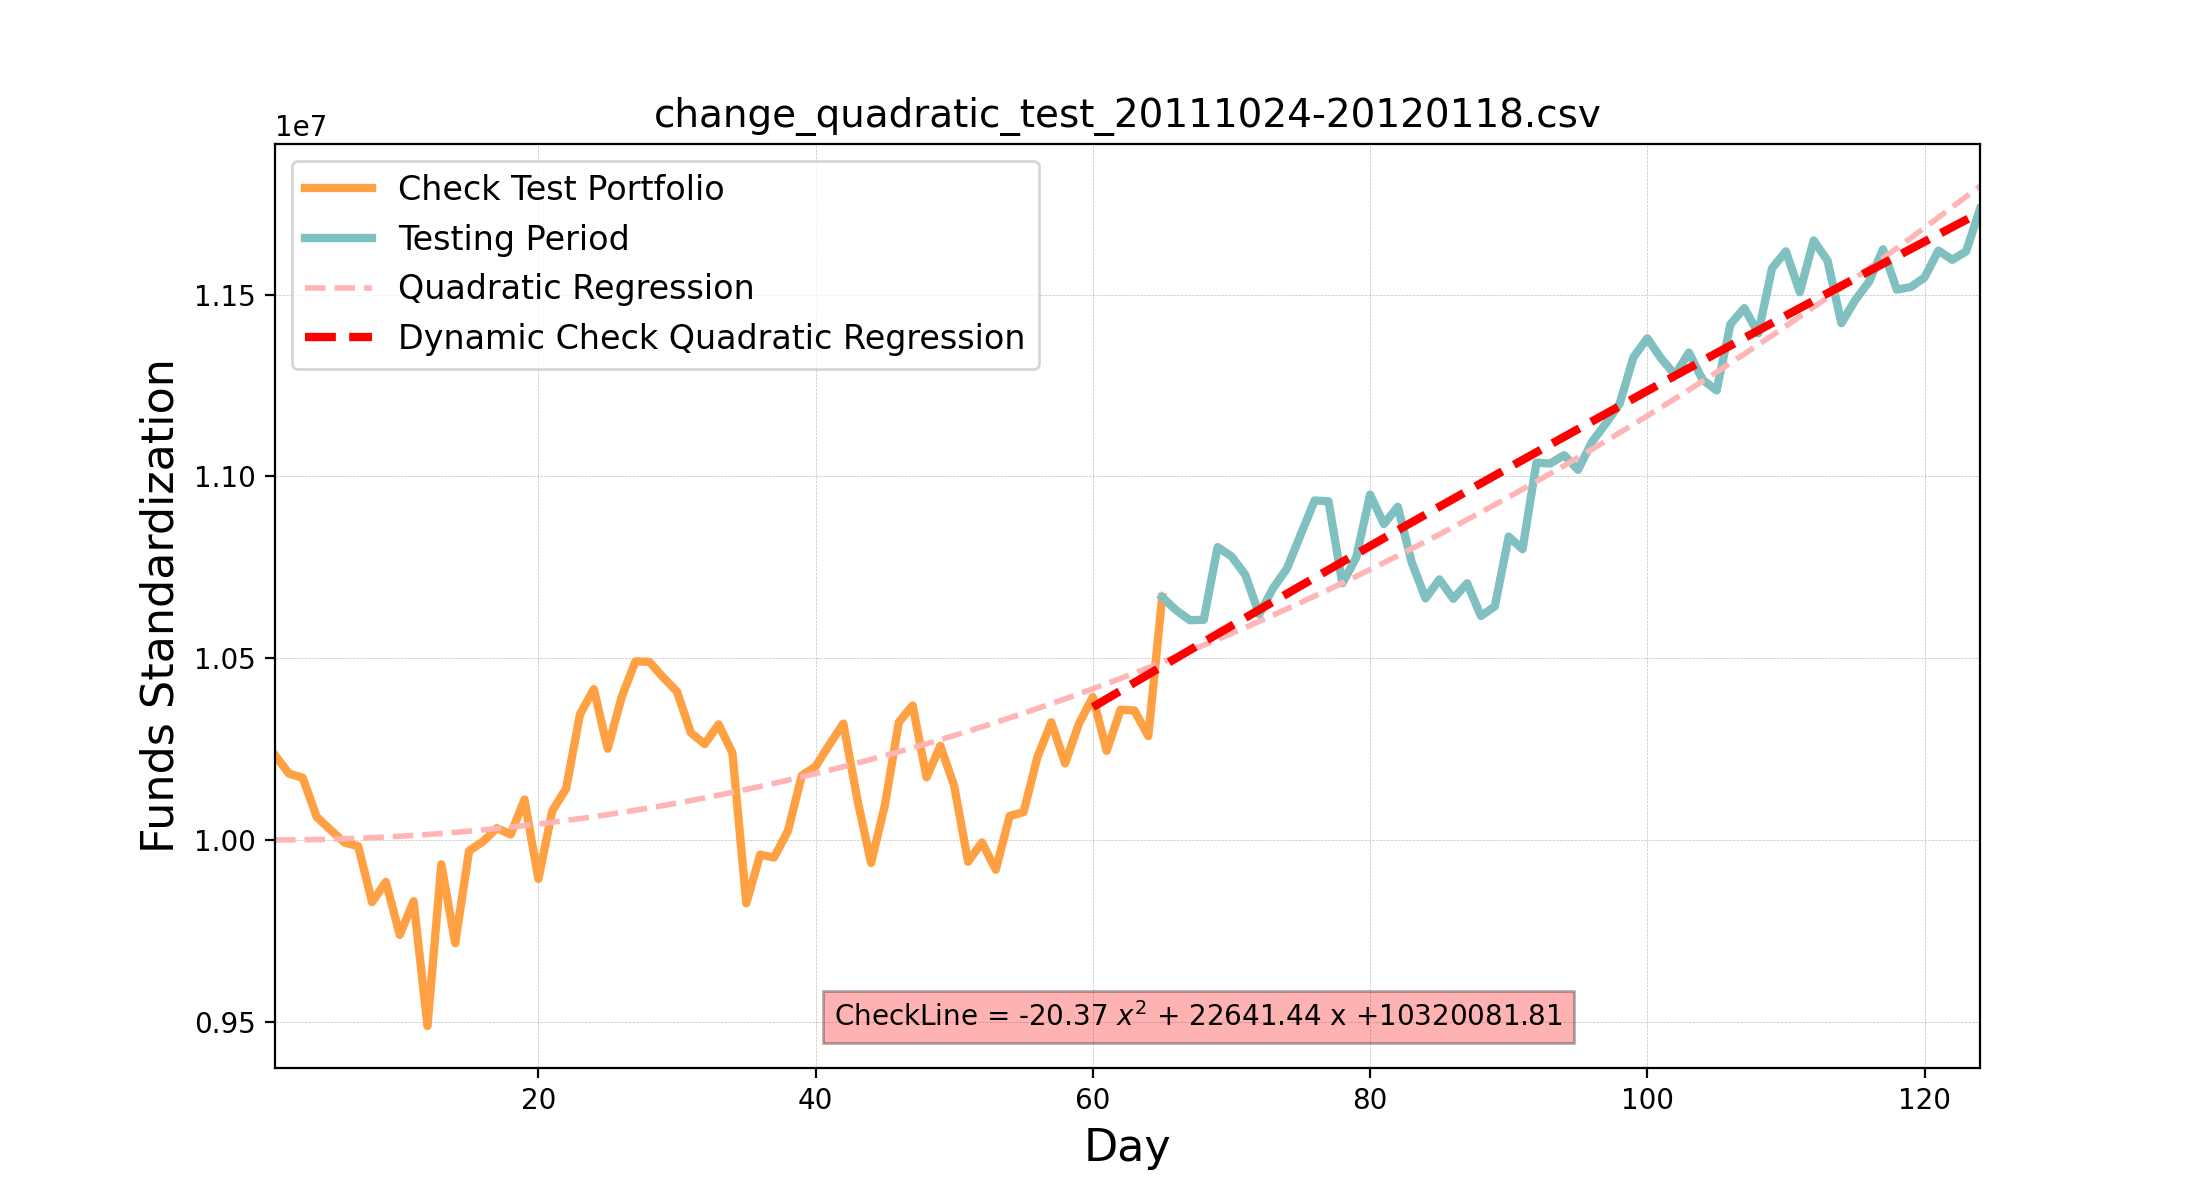 change_quadratic_test_20111024-20120118.csv
1e7
Check Test Portfolio
Testing Period
Quadratic Regression
Dynamic Check Quadratic Regression
Funds Standardization
1.15
1.10
1.05
1.00
0.95
CheckLine = -20.37 x² + 22641.44 x +10320081.81
20 40 60 80 100 120
Day